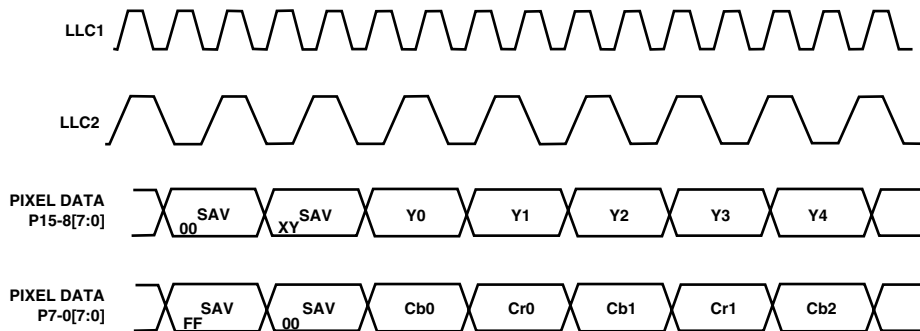 LLC1
LLC2
PIXEL DATA
P15-8[7:0]
SAV
00
SAV
XY
Y0
Y1
Y2
Y3
Y4
PIXEL DATA
P7-0[7:0]
SAV
FF
SAV
00
Cb0
Cr0
Cb1
Cr1
Cb2